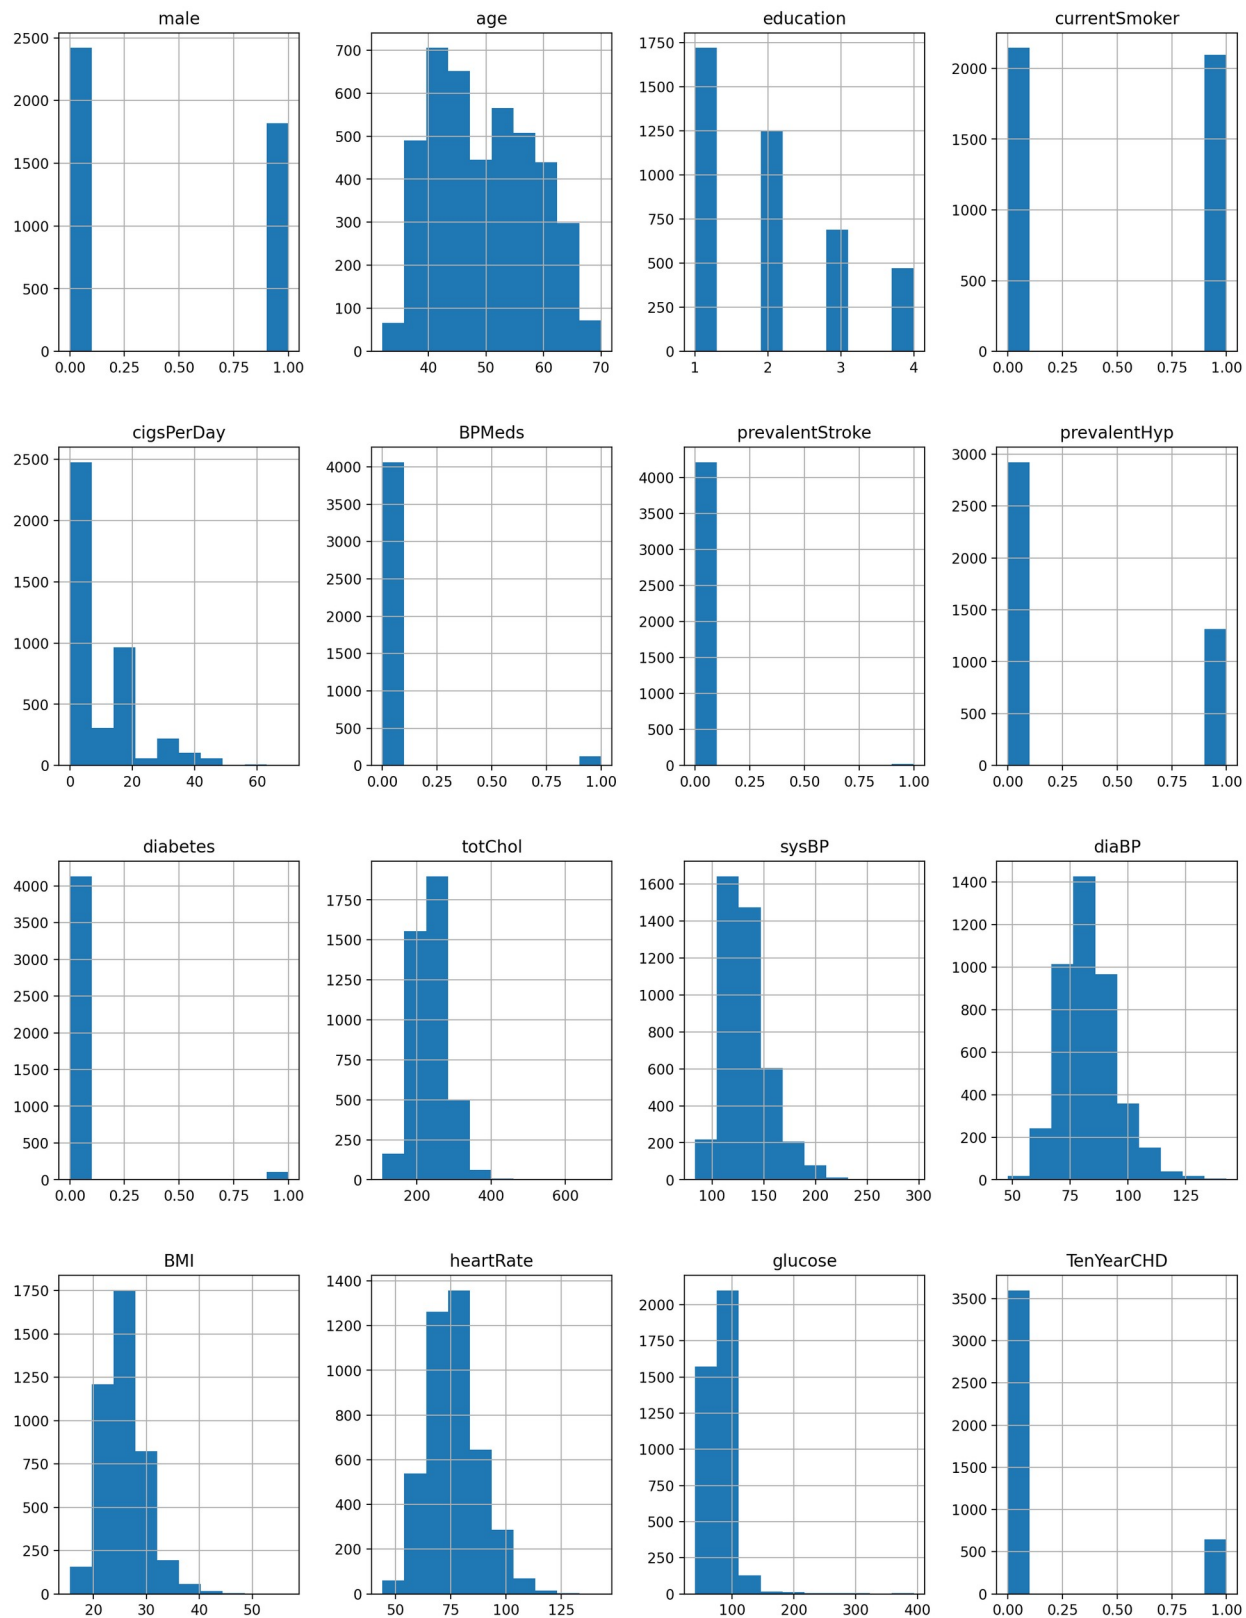 male age education currentSmoker
2500 2000 1500 1000 500 0
0.00 0.25 0.50 0.75 1.00
700 600 500 400 300 200 100 0
40 50 60 70
1750 1500 1250 1000 750 500 250 0
1 2 3 4
2000 1500 1000 500 0
0.00 0.25 0.50 0.75 1.00
cigsPerDay BPMeds prevalentStroke prevalentHyp
2500 2000 1500 1000 500 0
0 20 40 60
4000 3500 3000 2500 2000 1500 1000 500 0
0.00 0.25 0.50 0.75 1.00
4000 3500 3000 2500 2000 1500 1000 500 0
0.00 0.25 0.50 0.75 1.00
3000 2500 2000 1500 1000 500 0
0.00 0.25 0.50 0.75 1.00
diabetes totChol sysBP diaBP
4000 3500 3000 2500 2000 1500 1000 500 0
0.00 0.25 0.50 0.75 1.00
1750 1500 1250 1000 750 500 250 0
200 400 600
1600 1400 1200 1000 800 600 400 200 0
100 150 200 250 300
1400 1200 1000 800 600 400 200 0
50 75 100 125
BMI heartRate glucose TenYearCHD
1750 1500 1250 1000 750 500 250 0
20 30 40 50
1400 1200 1000 800 600 400 200 0
50 75 100 125
2000 1750 1500 1250 1000 750 500 250 0
100 200 300 400
3500 3000 2500 2000 1500 1000 500 0
0.00 0.25 0.50 0.75 1.00